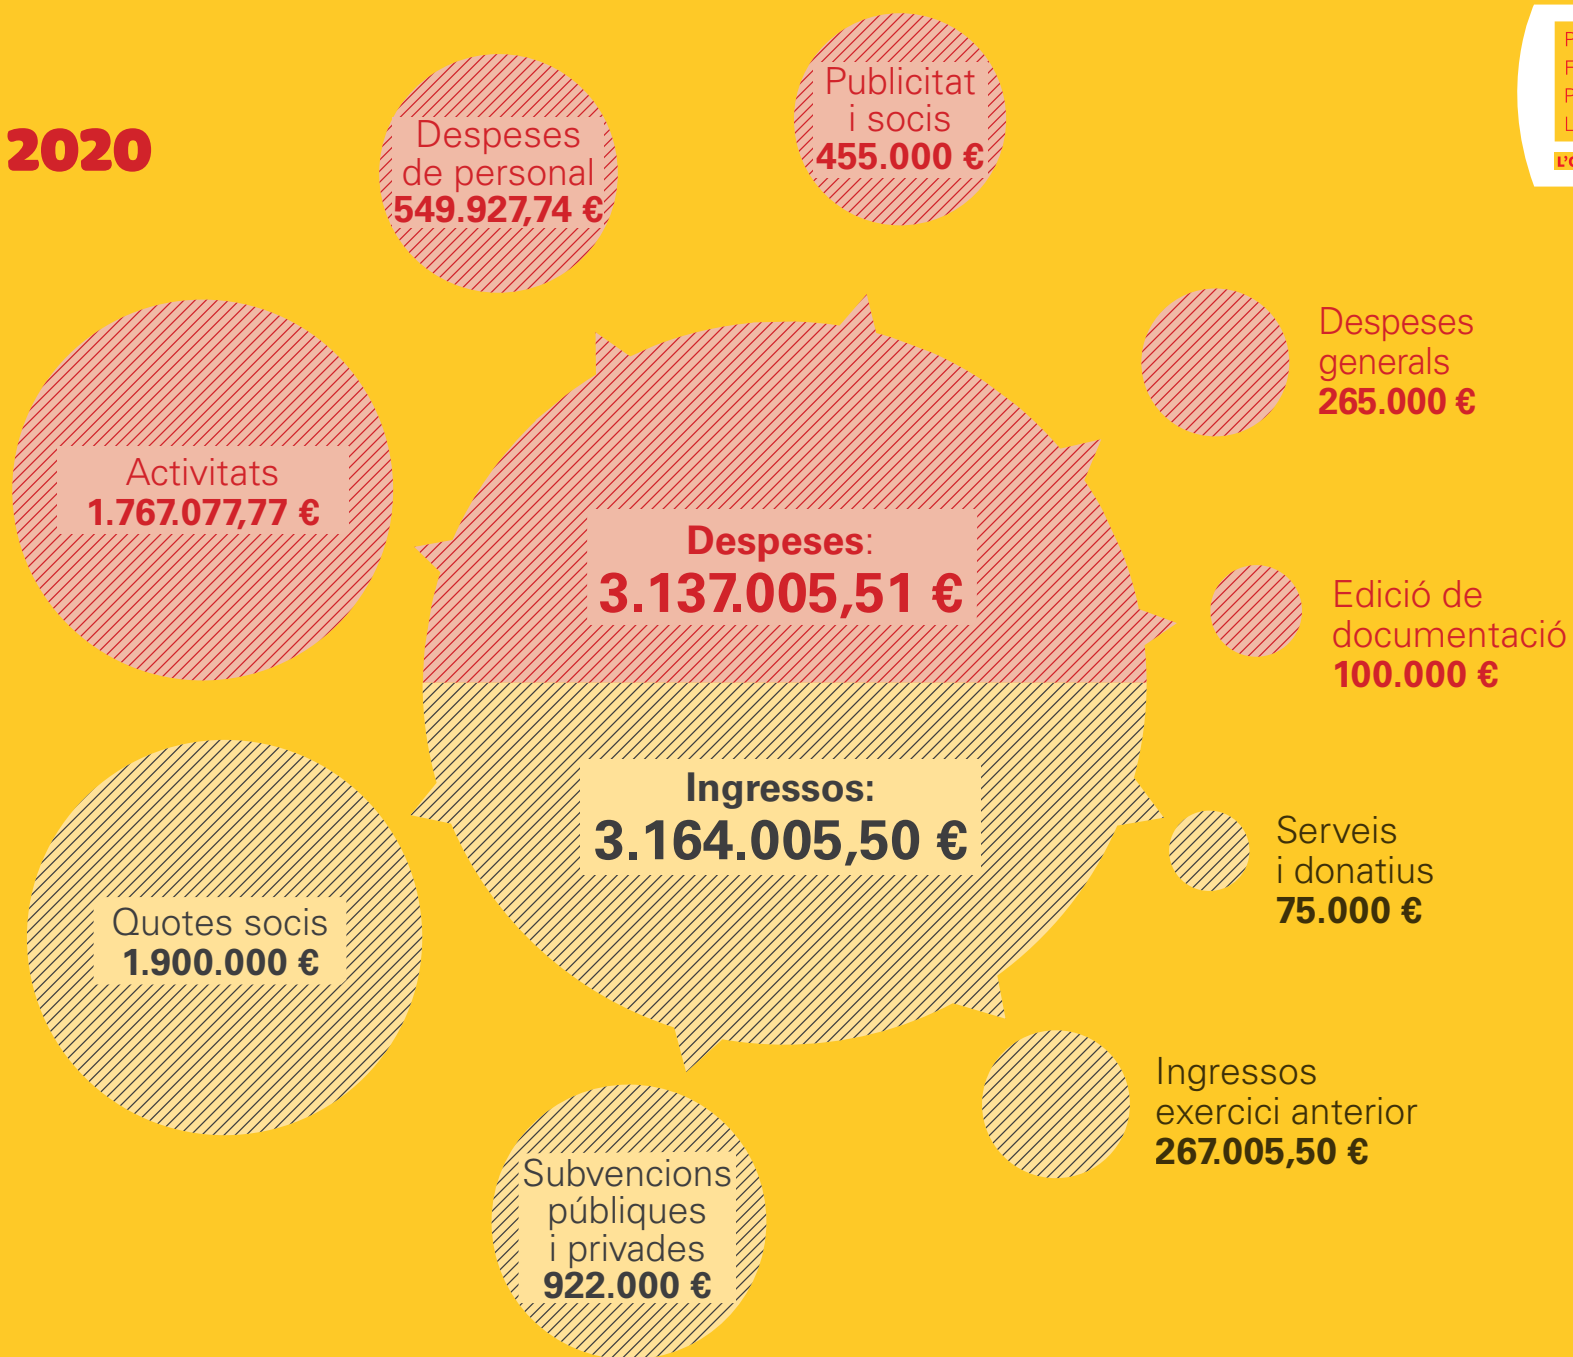 2020
Despeses
de personal
549.927,74 €
Publicitat
i socis
455.000 €
Despeses
generals
265.000 €
Activitats
1.767.077,77 €
Despeses:
3.137.005,51 €
Edició de
documentació
100.000 €
Ingressos:
3.164.005,50 €
Serveis
i donatius
75.000 €
Quotes socis
1.900.000 €
Ingressos
exercici anterior
267.005,50 €
Subvencions
públiques
i privades
922.000 €